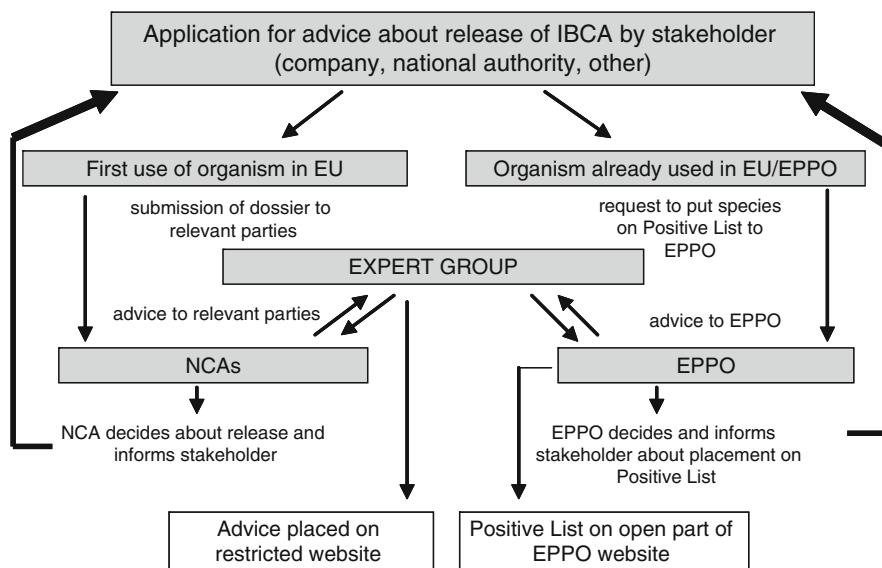 Application for advice about release of IBCA by stakeholder
(company, national authority, other)
First use of organism in EU
Organism already used in EU/EPPO
submission of dossier to
relevant parties
request to put species
on Positive List to
EPPO
EXPERT GROUP
advice to relevant parties
advice to EPPO
NCAs
EPPO
NCA decides about release and
informs stakeholder
EPPO decides and informs
stakeholder about placement on
Positive List
Advice placed on
restricted website
Positive List on open part of
EPPO website